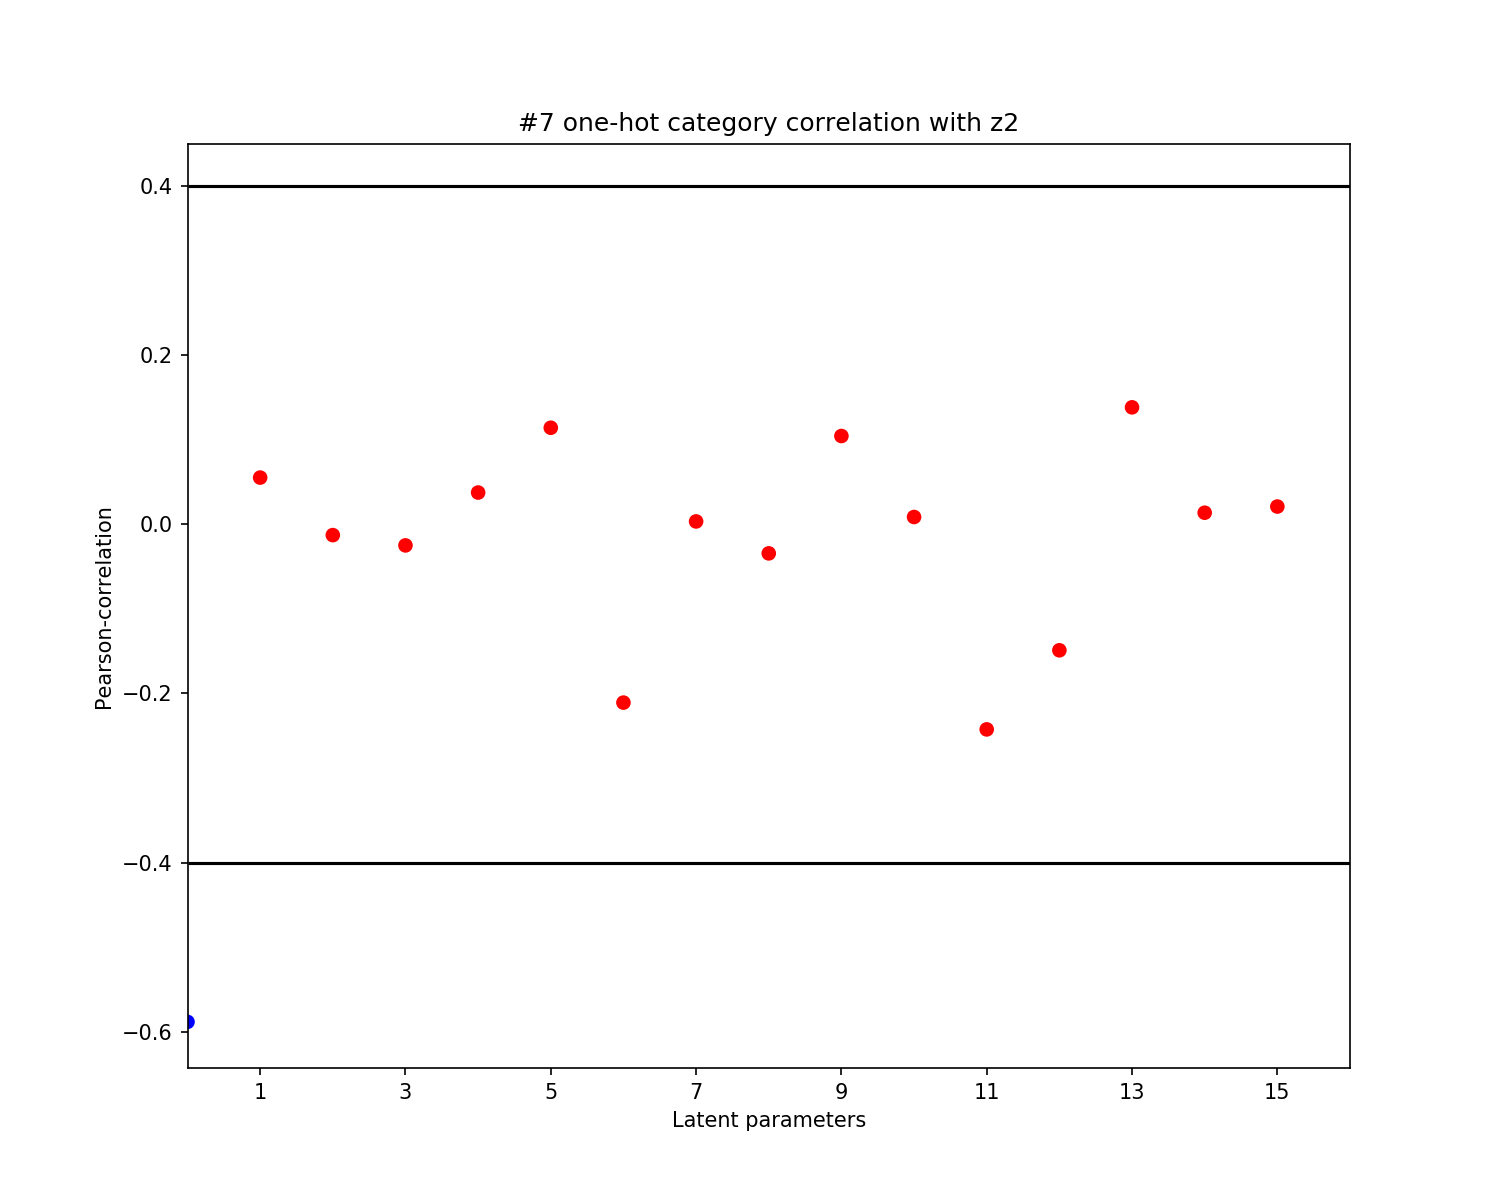 #7 one-hot category correlation with z2
0.4
0.2
0.0
−0.2
−0.4
−0.6
Pearson-correlation
1 3 5 7 9 11 13 15
Latent parameters